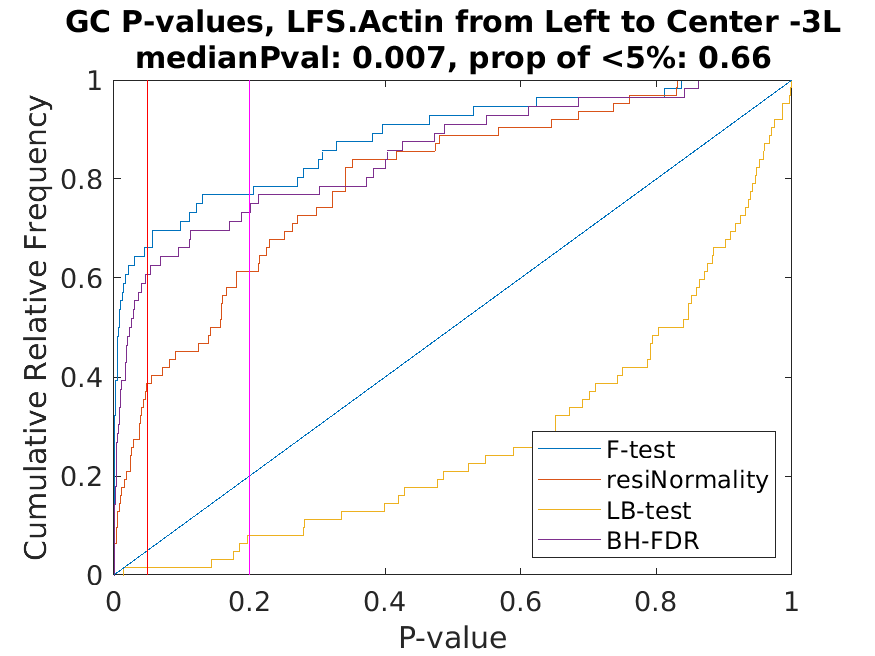 GC P-values, LFS.Actin from Left to Center -3L
medianPval: 0.007, prop of <5%: 0.66
Cumulative Relative Frequency
1
0.8
0.6
0.4
0.2
0
0
0.2
0.4
0.6
0.8
1
P-value
F-test
resiNormality
LB-test
BH-FDR